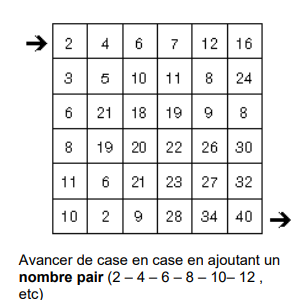 2 4 6 7 12 16
3 5 10 11 8 24
6 21 18 19 9 8
8 19 20 22 26 30
11 6 21 23 27 32
10 2 9 28 34 40
Avancer de case en case en ajoutant un
nombre pair (2 – 4 – 6 – 8 – 10– 12 ,
etc)